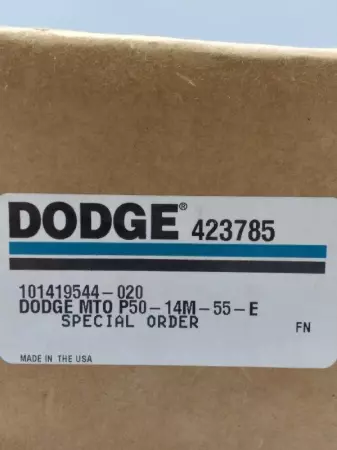 DODGE® 423785
101419544-020
DODGE MTO P50-14M-55-E
SPECIAL ORDER FN
MADE IN THE USA